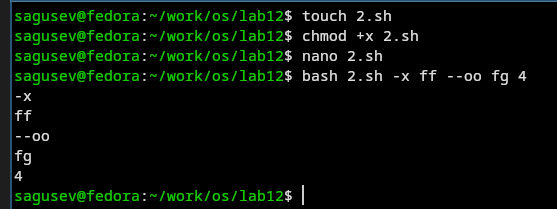 sagusev@fedora:~/work/os/lab12$ touch 2.sh
sagusev@fedora:~/work/os/lab12$ chmod +x 2.sh
sagusev@fedora:~/work/os/lab12$ nano 2.sh
sagusev@fedora:~/work/os/lab12$ bash 2.sh -x ff --oo fg 4
-x
ff
--oo
fg
4
sagusev@fedora:~/work/os/lab12$